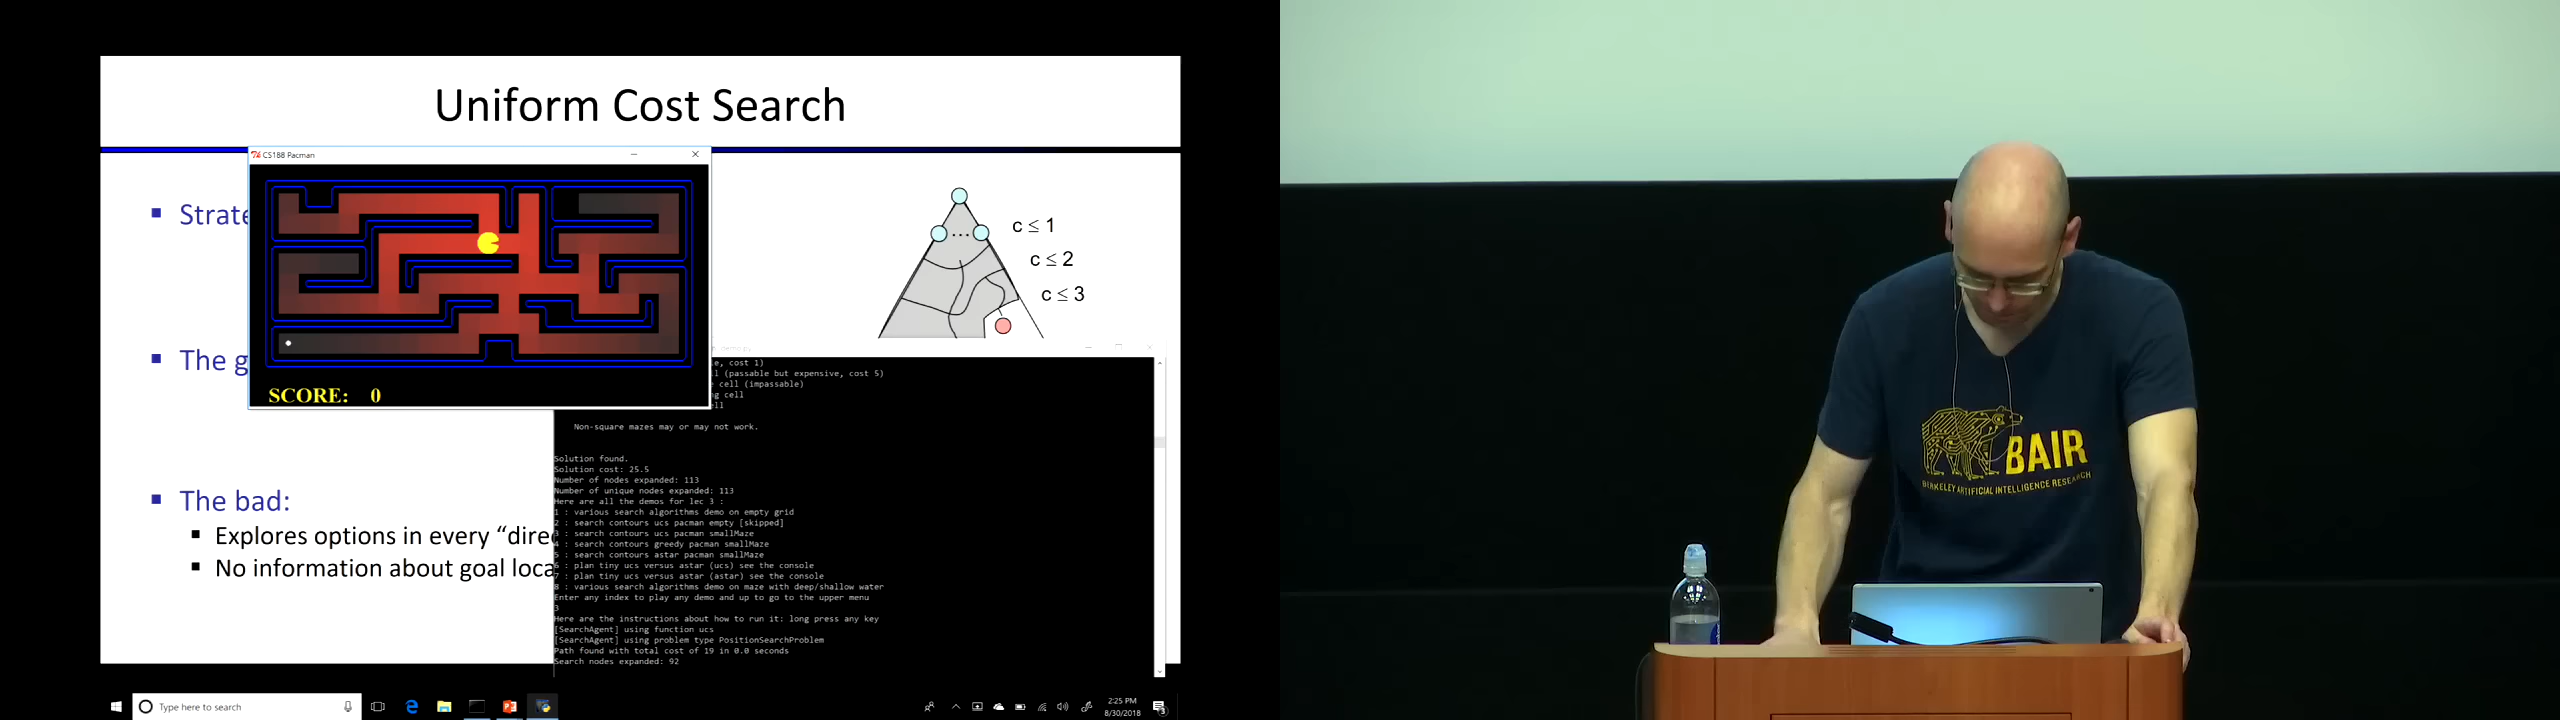 Uniform Cost Search
CS188 Pacman
Strate
c ≤ 1
c ≤ 2
c ≤ 3
The g
SCORE: 0
The bad:
Explores options in every “direc
No information about goal loca
e, cost 1)
ll (passable but expensive, cost 5)
cell (impassable)
ng cell
ell
Non-square mazes may or may not work.
Solution found.
Solution cost: 25.5
Number of nodes expanded: 113
Number of unique nodes expanded: 113
Here are all the demos for lec 3 :
1 : various search algorithms demo on empty grid
2 : search contours ucs pacman empty [skipped]
3 : search contours ucs pacman smallMaze
4 : search contours greedy pacman smallMaze
5 : search contours astar pacman smallMaze
6 : plan tiny ucs versus astar (ucs) see the console
7 : plan tiny ucs versus astar (astar) see the console
8 : various search algorithms demo on maze with deep/shallow water
Enter any index to play any demo and up to go to the upper menu
3
Here are the instructions about how to run it: long press any key
[SearchAgent] using function ucs
[SearchAgent] using problem type PositionSearchProblem
Path found with total cost of 19 in 0.0 seconds
Search nodes expanded: 92
Type here to search
2:25 PM
8/30/2018
BAIR
BERKELEY ARTIFICIAL INTELLIGENCE RESEARCH